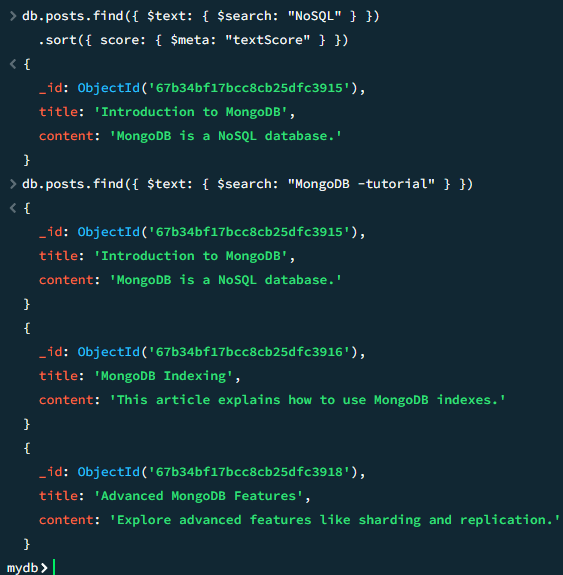 > db.posts.find({ $text: { $search: "NoSQL" } })
    .sort({ score: { $meta: "textScore" } })
< {
    _id: ObjectId('67b34bf17bcc8cb25dfc3915'),
    title: 'Introduction to MongoDB',
    content: 'MongoDB is a NoSQL database.'
  }
> db.posts.find({ $text: { $search: "MongoDB -tutorial" } })
< {
    _id: ObjectId('67b34bf17bcc8cb25dfc3915'),
    title: 'Introduction to MongoDB',
    content: 'MongoDB is a NoSQL database.'
  }
  {
    _id: ObjectId('67b34bf17bcc8cb25dfc3916'),
    title: 'MongoDB Indexing',
    content: 'This article explains how to use MongoDB indexes.'
  }
  {
    _id: ObjectId('67b34bf17bcc8cb25dfc3918'),
    title: 'Advanced MongoDB Features',
    content: 'Explore advanced features like sharding and replication.'
  }
mydb>